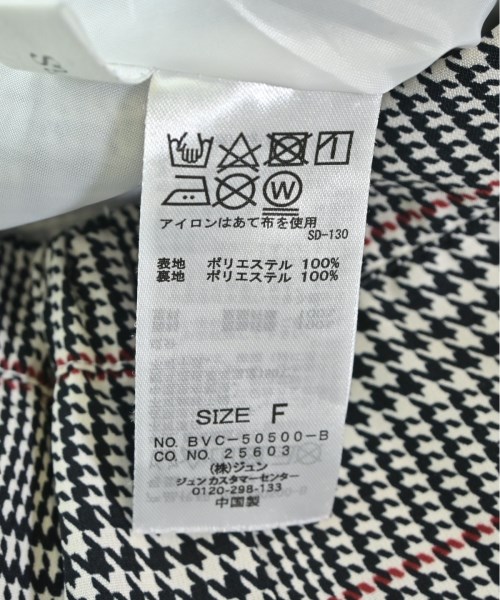 アイロンはあて布を使用
SD-130
表地 ポリエステル 100%
裏地 ポリエステル 100%
SIZE F
NO. BVC-50500-B
CO. NO. 25603
(株)ジュン
ジュンカスタマーセンター
0120-298-133
中国製